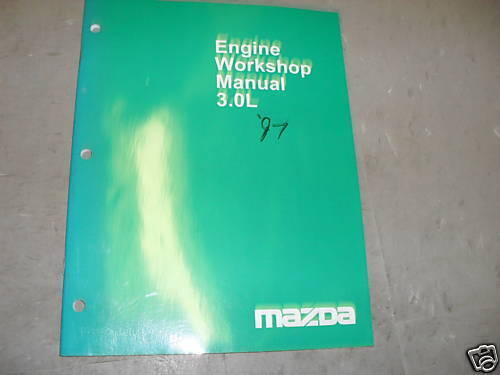 Engine
Workshop
Manual
3.0L
'97
mazda